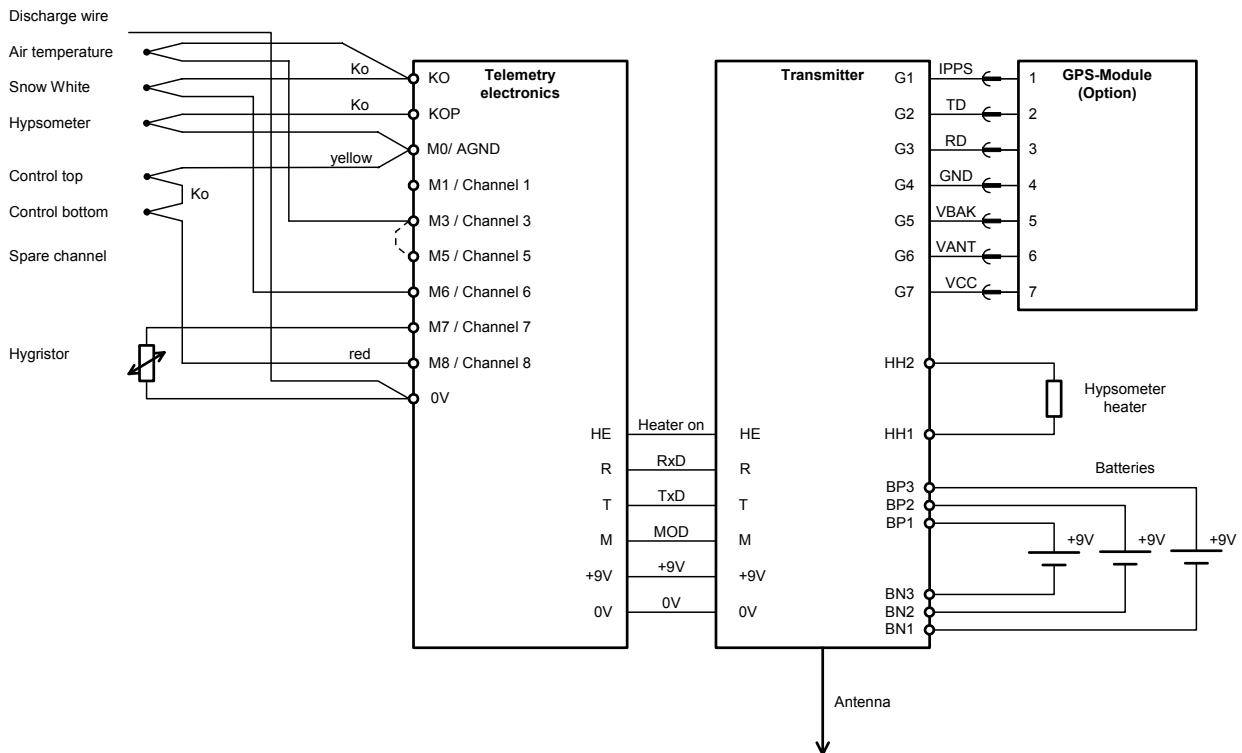 Discharge wire
Air temperature
Snow White
Hypsometer
Control top
Control bottom
Spare channel
Hygristor
Ko
Ko
yellow
Ko
red
Telemetry
electronics
KO
KOP
M0/ AGND
M1 / Channel 1
M3 / Channel 3
M5 / Channel 5
M6 / Channel 6
M7 / Channel 7
M8 / Channel 8
0V
HE
R
T
M
+9V
0V
Heater on
RxD
TxD
MOD
+9V
0V
Transmitter
HE
R
T
M
+9V
0V
G1
G2
G3
G4
G5
G6
G7
HH2
HH1
BP3
BP2
BP1
BN3
BN2
BN1
IPPS
TD
RD
GND
VBAK
VANT
VCC
GPS-Module
(Option)
1
2
3
4
5
6
7
Hypsometer
heater
Batteries
+9V
+9V
+9V
Antenna